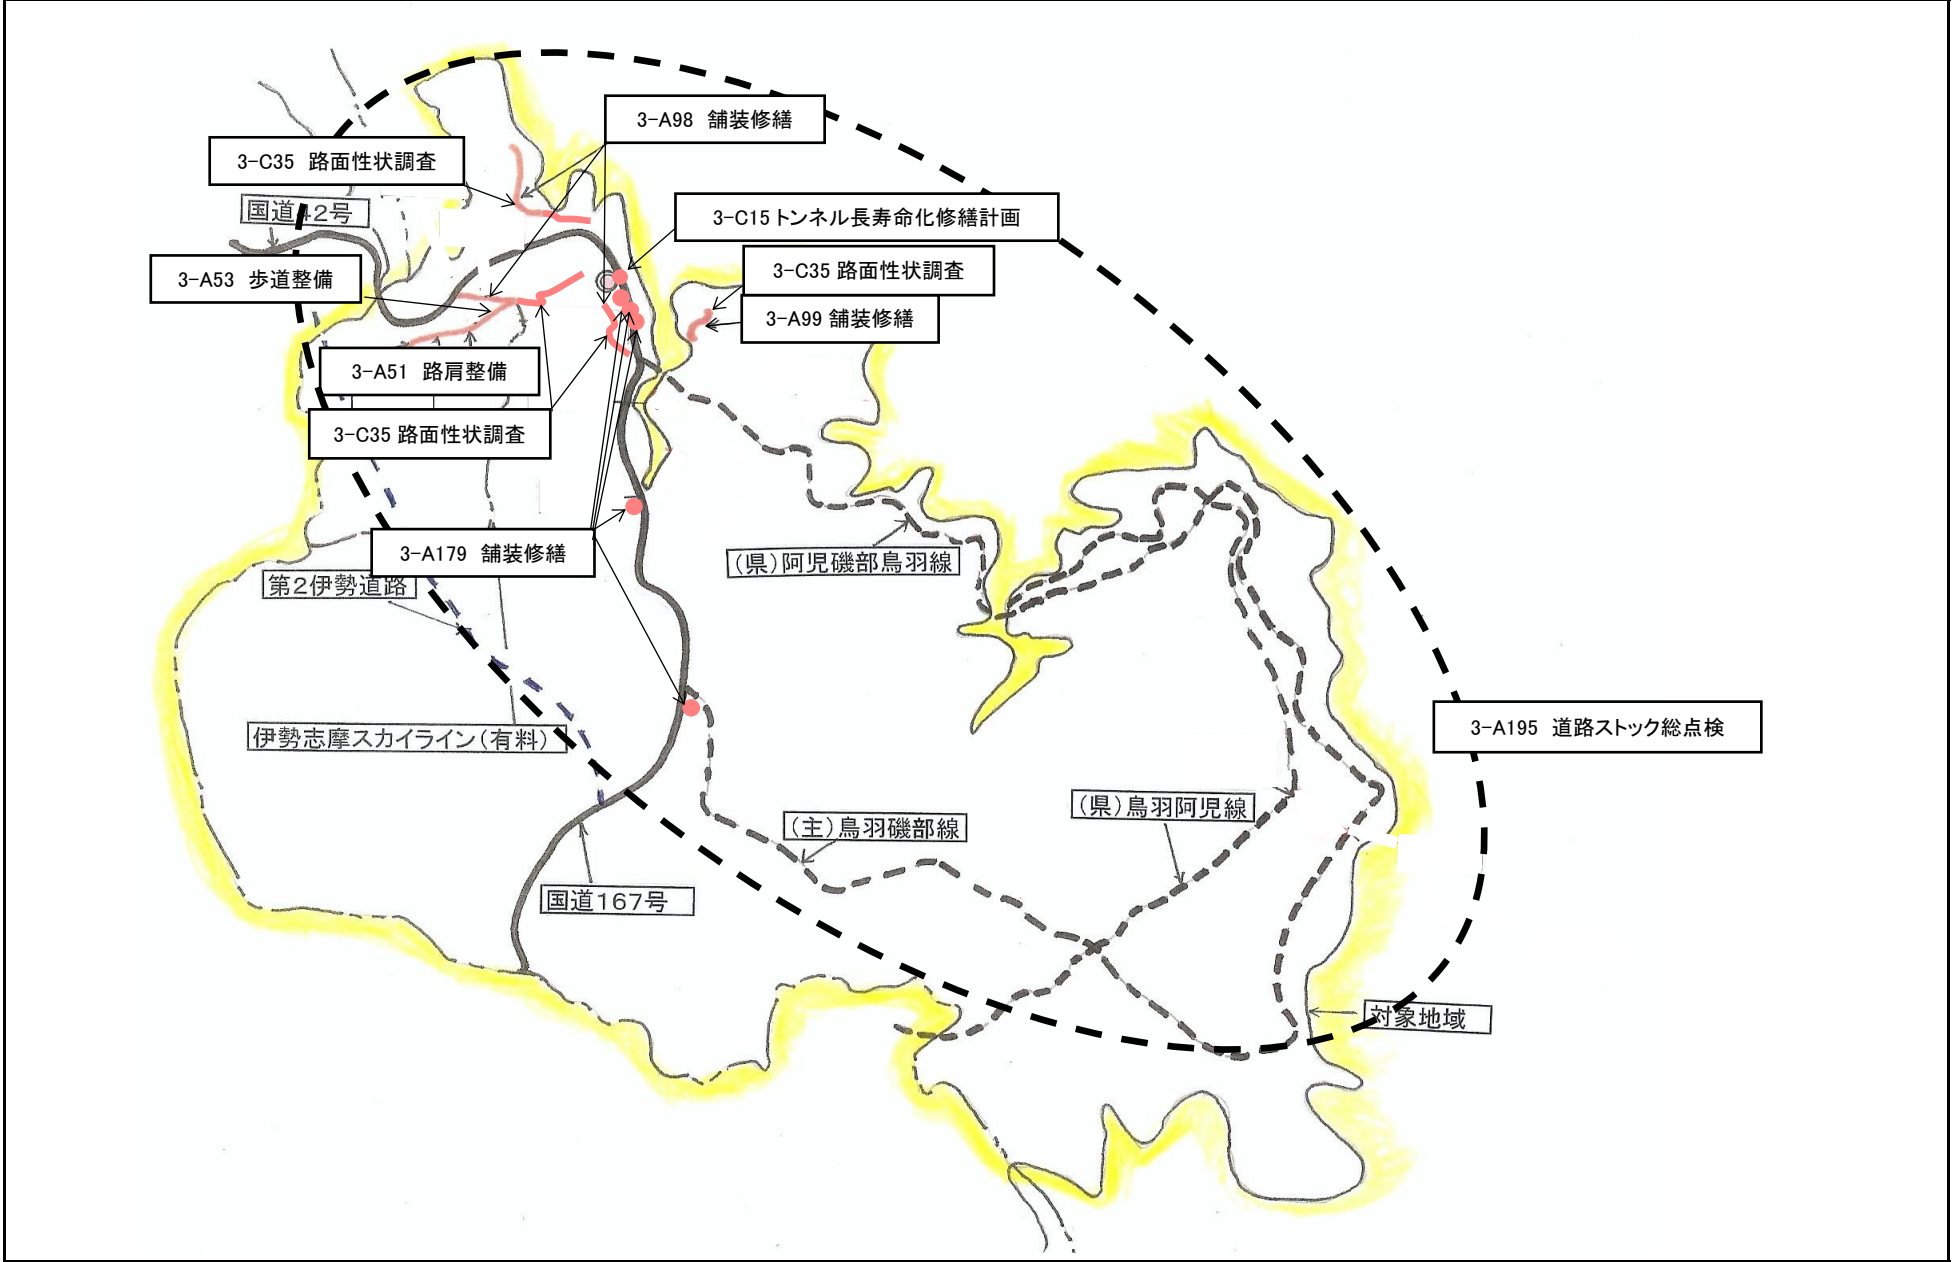 3-A98 舗装修繕
3-C35 路面性状調査
国道42号
3-C15トンネル長寿命化修繕計画
3-A53 歩道整備
3-C35 路面性状調査
3-A99 舗装修繕
3-A51 路肩整備
3-C35 路面性状調査
3-A179 舗装修繕
(県)阿児磯部鳥羽線
第2伊勢道路
伊勢志摩スカイライン(有料)
3-A195 道路ストック総点検
(県)鳥羽阿児線
(主)鳥羽磯部線
国道167号
対象地域